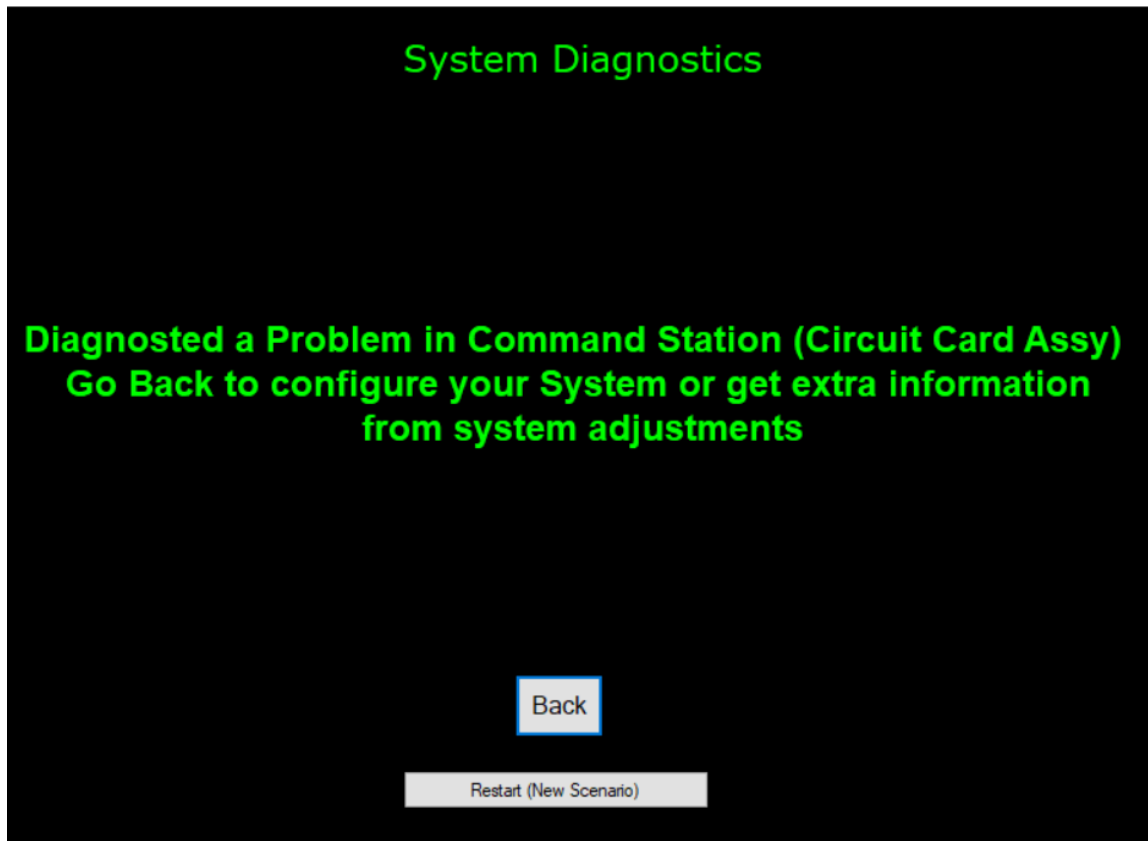 System Diagnostics
Diagnosted a Problem in Command Station (Circuit Card Assy)
Go Back to configure your System or get extra information
from system adjustments
Back
Restart (New Scenario)